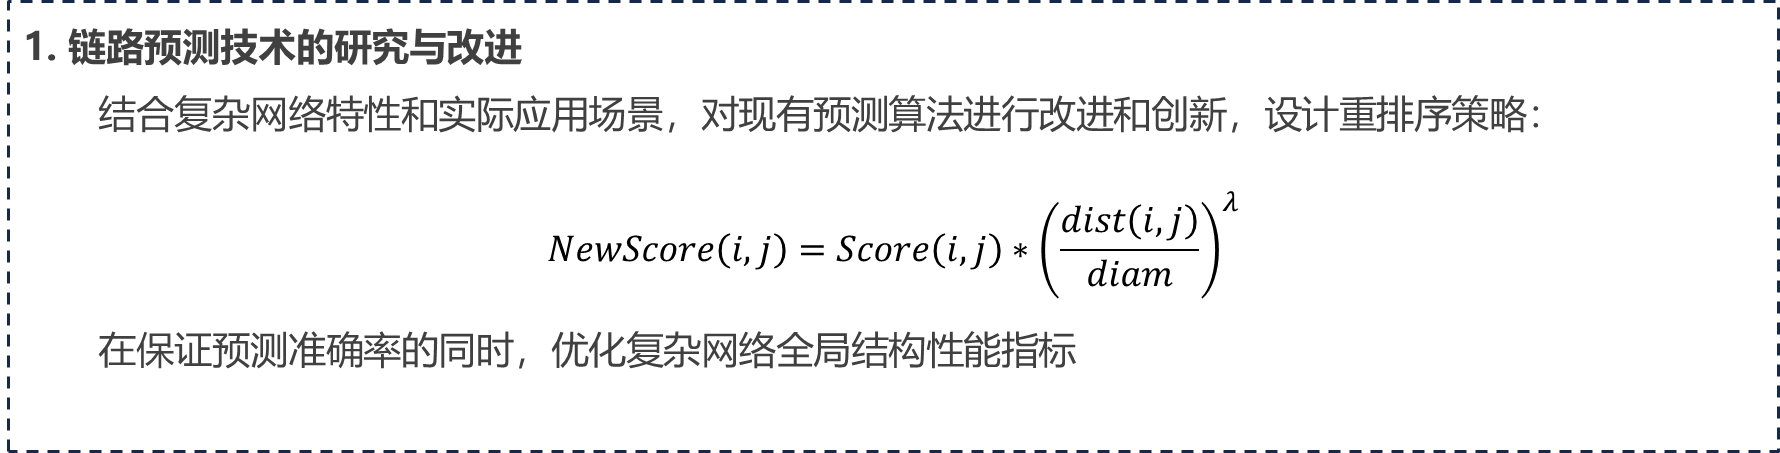 1. 链路预测技术的研究与改进
结合复杂网络特性和实际应用场景，对现有预测算法进行改进和创新，设计重排序策略：
NewScore(i,j) = Score(i,j) * (dist(i,j)/diam)^λ
在保证预测准确率的同时，优化复杂网络全局结构性能指标